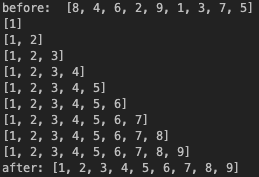 before:  [8, 4, 6, 2, 9, 1, 3, 7, 5]
[1]
[1, 2]
[1, 2, 3]
[1, 2, 3, 4]
[1, 2, 3, 4, 5]
[1, 2, 3, 4, 5, 6]
[1, 2, 3, 4, 5, 6, 7]
[1, 2, 3, 4, 5, 6, 7, 8]
[1, 2, 3, 4, 5, 6, 7, 8, 9]
after: [1, 2, 3, 4, 5, 6, 7, 8, 9]